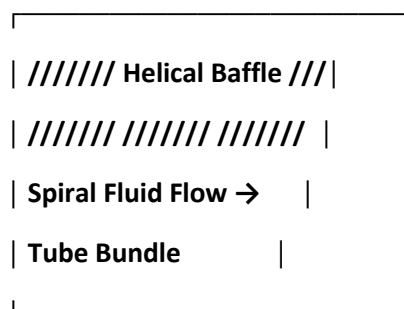 ┌──────────────────────────
| /////// Helical Baffle ///|
| /////// /////// /////// |
| Spiral Fluid Flow → |
| Tube Bundle |
|